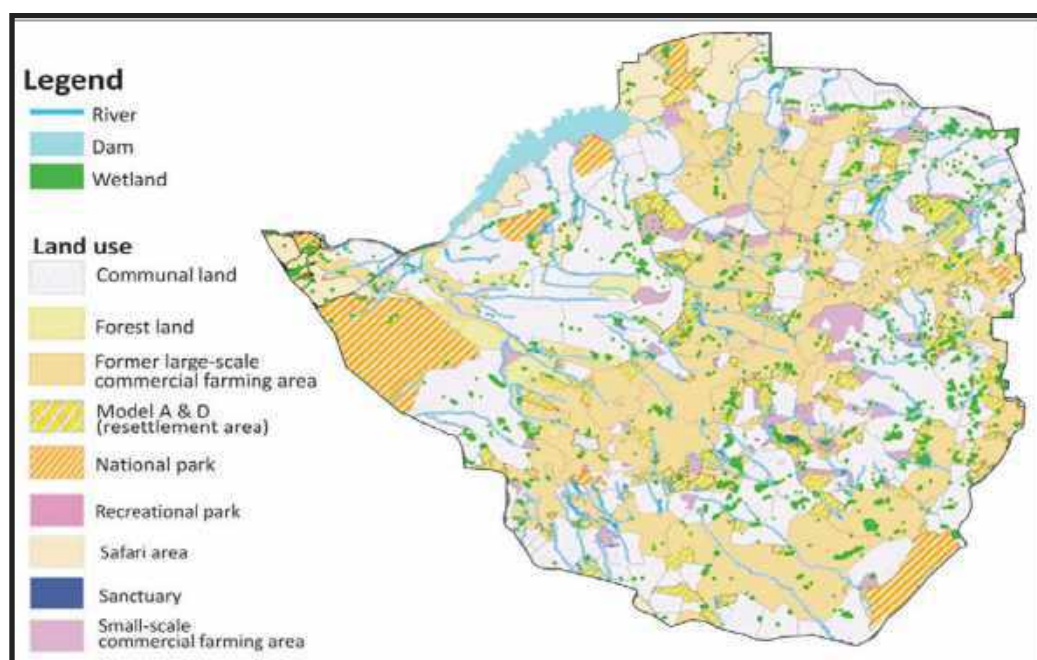 Legend
River
Dam
Wetland
Land use
Communal land
Forest land
Former large-scale
commercial farming area
Model A & D
(resettlement area)
National park
Recreational park
Safari area
Sanctuary
Small-scale
commercial farming area